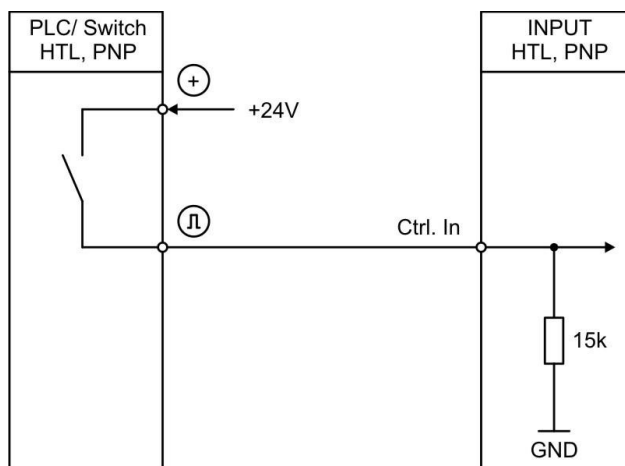 PLC/ Switch
HTL, PNP
INPUT
HTL, PNP
+
+24V
Ctrl. In
15k
GND